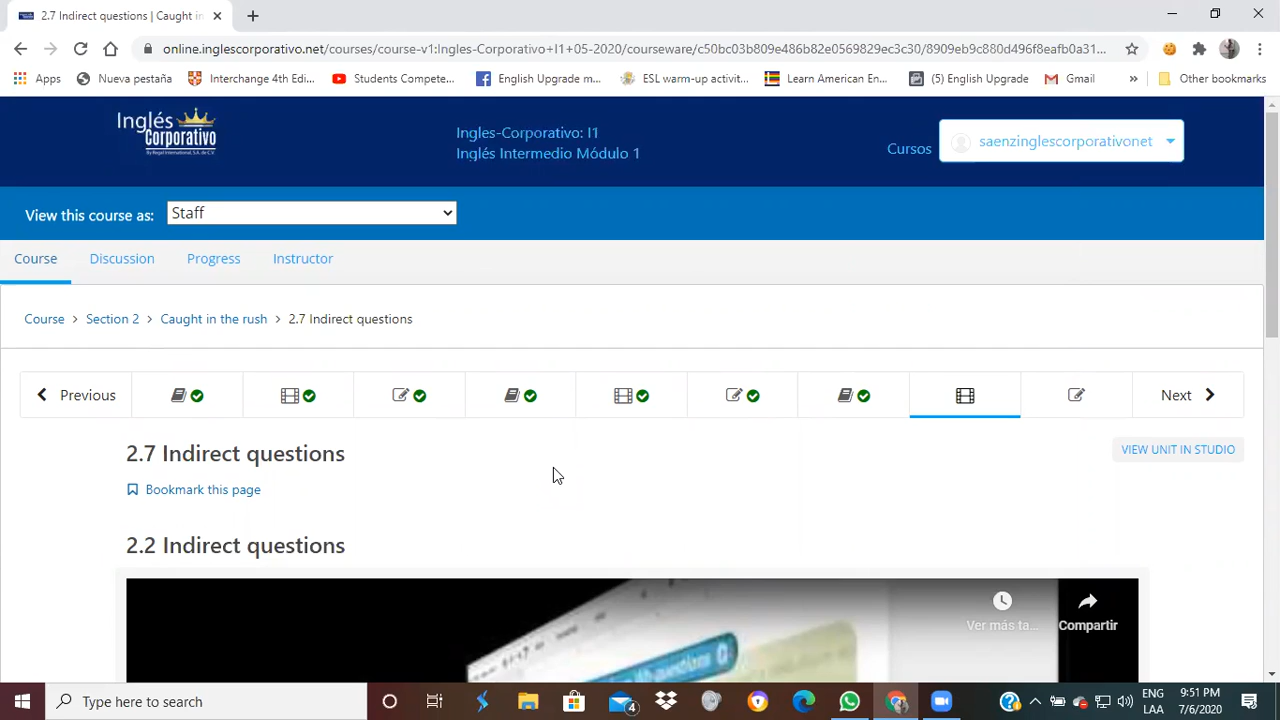 2.7 Indirect questions | Caught in
online.inglescorporativo.net/courses/course-v1:Ingles-Corporativo+I1+05-2020/courseware/c50bc03b809e486b82e0569829ec3c30/8909eb9c880d496f8eafb0a31...
Apps Nueva pestaña Interchange 4th Edi... Students Compete... English Upgrade m... ESL warm-up activit... Learn American En... (5) English Upgrade Gmail » Other bookmarks
Inglés
Corporativo
By Regal International, S.A. de C.V.
Ingles-Corporativo: I1
Inglés Intermedio Módulo 1
Cursos saenzinglescorporativonet
View this course as: Staff
Course Discussion Progress Instructor
Course > Section 2 > Caught in the rush > 2.7 Indirect questions
Previous Next
2.7 Indirect questions
VIEW UNIT IN STUDIO
Bookmark this page
2.2 Indirect questions
Ver más ta... Compartir
Type here to search
4
ENG 9:51 PM
LAA 7/6/2020